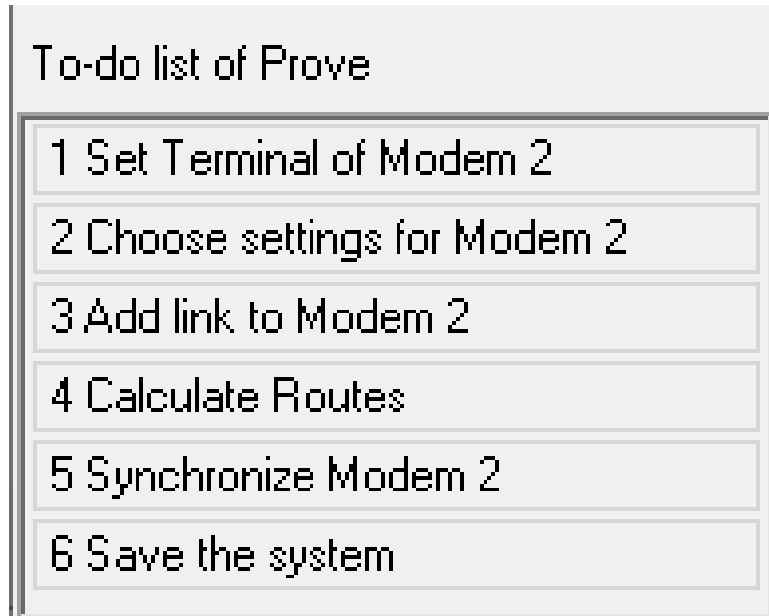 To-do list of Prove
1 Set Terminal of Modem 2
2 Choose settings for Modem 2
3 Add link to Modem 2
4 Calculate Routes
5 Synchronize Modem 2
6 Save the system